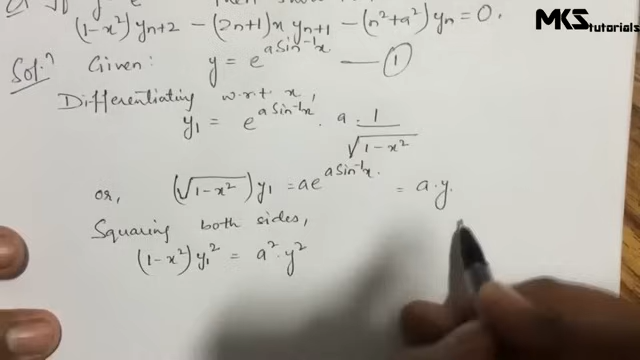 MKS tutorials
(1-x²) yₙ₊₂ - (2n+1)x yₙ₊₁ - (n²+a²) yₙ = 0.
Solⁿ Given: y = e^{a sin⁻¹x} — ①
Differentiating w.r.t x,
y₁ = e^{a sin⁻¹x} · a · 1/√(1-x²)
or, (√(1-x²)) y₁ = a e^{a sin⁻¹x}. = a·y.
Squaring both sides,
(1-x²) y₁² = a²·y²